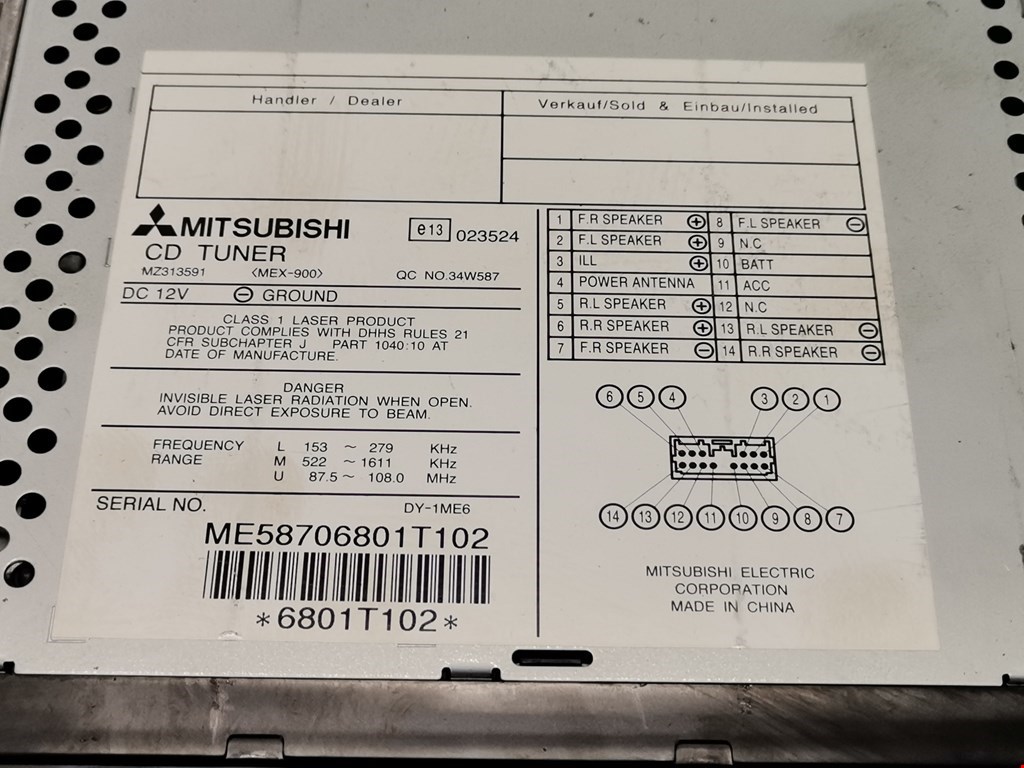 Handler / Dealer
Verkauf/Sold & Einbau/Installed
MITSUBISHI
e13 023524
CD TUNER
MZ313591 〈MEX-900〉 QC NO.34W587
DC 12V ⊖ GROUND
CLASS 1 LASER PRODUCT
PRODUCT COMPLIES WITH DHHS RULES 21
CFR SUBCHAPTER J PART 1040:10 AT
DATE OF MANUFACTURE.
DANGER
INVISIBLE LASER RADIATION WHEN OPEN.
AVOID DIRECT EXPOSURE TO BEAM.
FREQUENCY L 153 ~ 279 KHz
RANGE M 522 ~ 1611 KHz
U 87.5 ~ 108.0 MHz
SERIAL NO. DY-1ME6
ME58706801T102
*6801T102*
1 F.R SPEAKER ⊕ 8 F.L SPEAKER ⊖
2 F.L SPEAKER ⊕ 9 N.C
3 ILL ⊕ 10 BATT
4 POWER ANTENNA 11 ACC
5 R.L SPEAKER ⊕ 12 N.C
6 R.R SPEAKER ⊕ 13 R.L SPEAKER ⊖
7 F.R SPEAKER ⊖ 14 R.R SPEAKER ⊖
6 5 4 3 2 1
14 13 12 11 10 9 8 7
MITSUBISHI ELECTRIC
CORPORATION
MADE IN CHINA